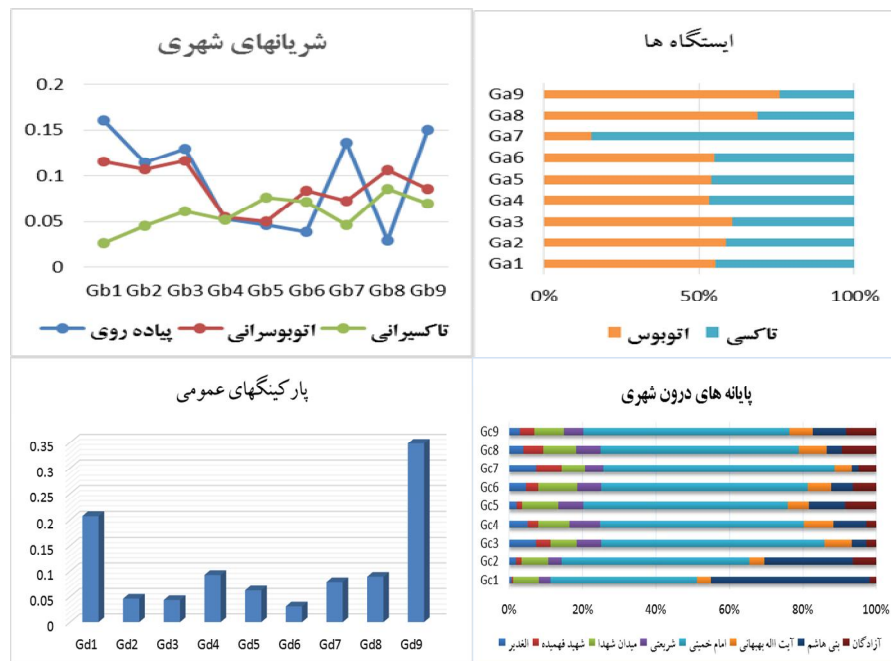 شریانهای شهری
0.2
0.15
0.1
0.05
0
Gb1 Gb2 Gb3 Gb4 Gb5 Gb6 Gb7 Gb8 Gb9
پیاده روی اتوبوسرانی تاکسیرانی
ایستگاه ها
Ga9
Ga8
Ga7
Ga6
Ga5
Ga4
Ga3
Ga2
Ga1
0% 50% 100%
اتوبوس تاکسی
پارکینگهای عمومی
0.35
0.3
0.25
0.2
0.15
0.1
0.05
0
Gd1 Gd2 Gd3 Gd4 Gd5 Gd6 Gd7 Gd8 Gd9
پایانه های درون شهری
Gc9
Gc8
Gc7
Gc6
Gc5
Gc4
Gc3
Gc2
Gc1
0% 20% 40% 60% 80% 100%
الغدیر شهید فهمیده میدان شهدا شریعتی امام خمینی آیت االه بهبهانی بنی هاشم آزادگان